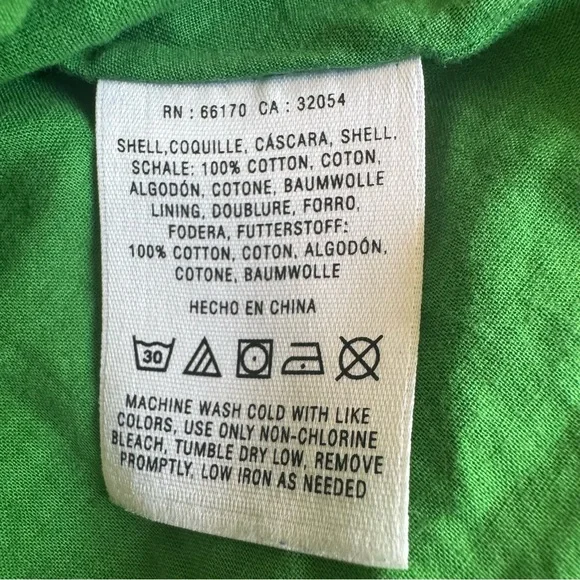 RN : 66170 CA : 32054
SHELL,COQUILLE, CÁSCARA, SHELL,
SCHALE: 100% COTTON, COTON,
ALGODÓN, COTONE, BAUMWOLLE
LINING, DOUBLURE, FORRO,
FODERA, FUTTERSTOFF:
100% COTTON, COTON, ALGODÓN,
COTONE, BAUMWOLLE
HECHO EN CHINA
30
MACHINE WASH COLD WITH LIKE
COLORS, USE ONLY NON-CHLORINE
BLEACH, TUMBLE DRY LOW, REMOVE
PROMPTLY, LOW IRON AS NEEDED